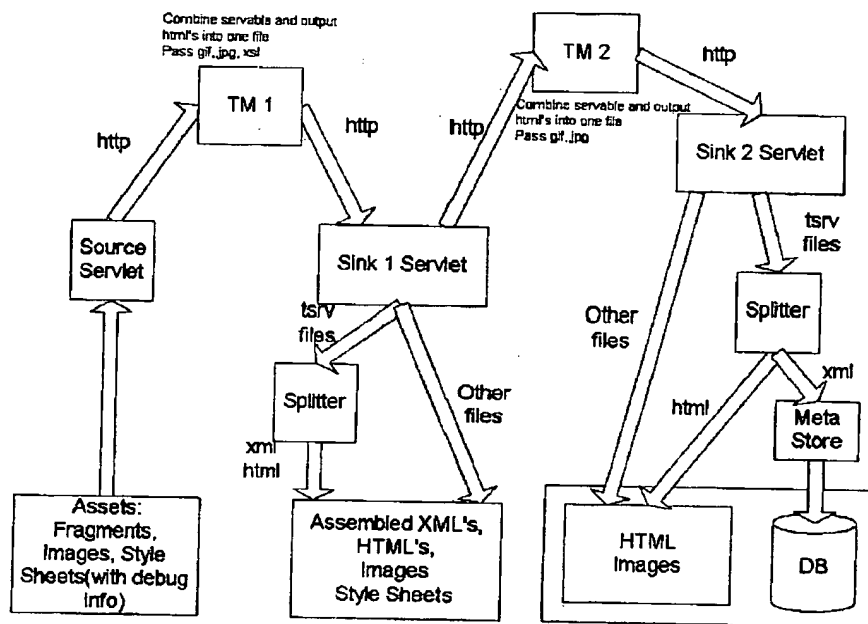 Combine servable and output
html's into one file
Pass gif,.jpg, xsl
TM 1
http
http
Source
Servlet
Sink 1 Servlet
http
TM 2
http
Combine servable and output
html's into one file
Pass gif,.jpg
Sink 2 Servlet
tsrv
files
Splitter
xml
html
Other
files
Other
files
tsrv
files
Splitter
html
xml
Meta
Store
Assets:
Fragments,
Images, Style
Sheets(with debug
info)
Assembled XML's,
HTML's,
Images
Style Sheets
HTML
Images
DB